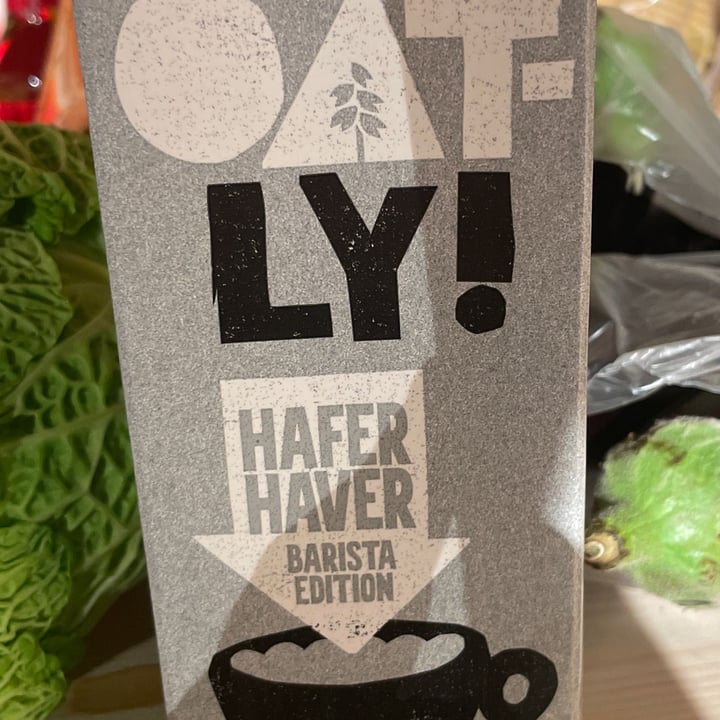 OAT-
LY!
HAFER
HAVER
BARISTA
EDITION